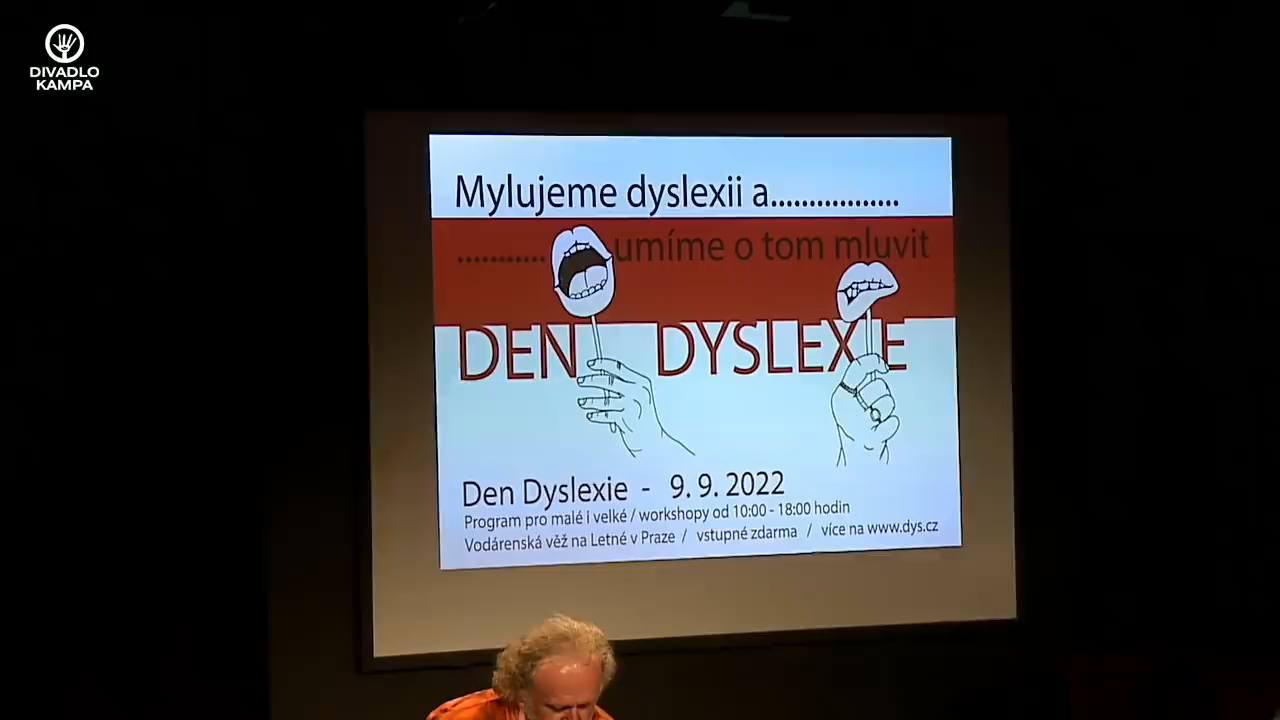 DIVADLO
KAMPA
Mylujeme dyslexii a.................
........... umíme o tom mluvit
DEN DYSLEXIE
Den Dyslexie - 9. 9. 2022
Program pro malé i velké / workshopy od 10:00 - 18:00 hodin
Vodárenská věž na Letné v Praze / vstupné zdarma / více na www.dys.cz